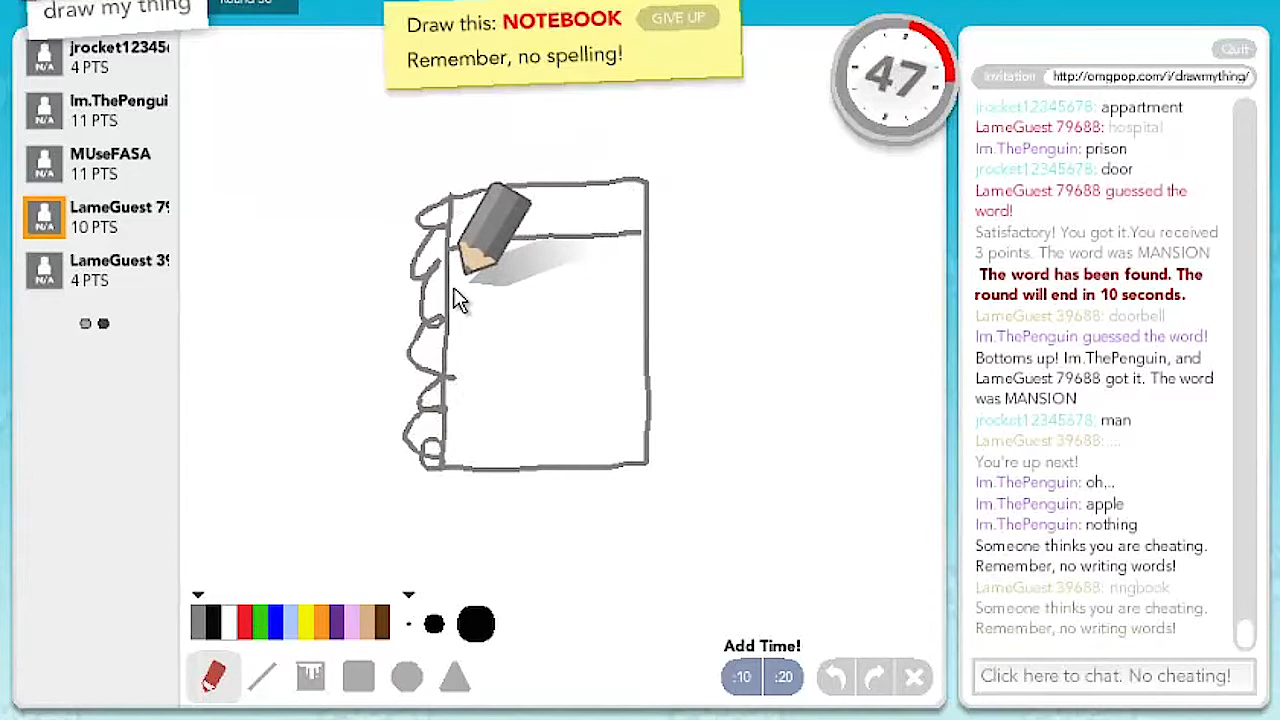 draw my thing
Draw this: NOTEBOOK
GIVE UP
Remember, no spelling!
47
N/A
jrocket12345
4 PTS
N/A
Im.ThePengui
11 PTS
N/A
MUseFASA
11 PTS
N/A
LameGuest 79
10 PTS
N/A
LameGuest 39
4 PTS
Add Time!
:10
:20
Quit
Invitation http://omgpop.com/i/drawmything/
jrocket12345678: appartment
LameGuest 79688: hospital
Im.ThePenguin: prison
jrocket12345678: door
LameGuest 79688 guessed the
word!
Satisfactory! You got it.You received
3 points. The word was MANSION
The word has been found. The
round will end in 10 seconds.
LameGuest 39688: doorbell
Im.ThePenguin guessed the word!
Bottoms up! Im.ThePenguin, and
LameGuest 79688 got it. The word
was MANSION
jrocket12345678: man
LameGuest 39688: ....
You're up next!
Im.ThePenguin: oh,..
Im.ThePenguin: apple
Im.ThePenguin: nothing
Someone thinks you are cheating.
Remember, no writing words!
LameGuest 39688: ringbook
Someone thinks you are cheating.
Remember, no writing words!
Click here to chat. No cheating!